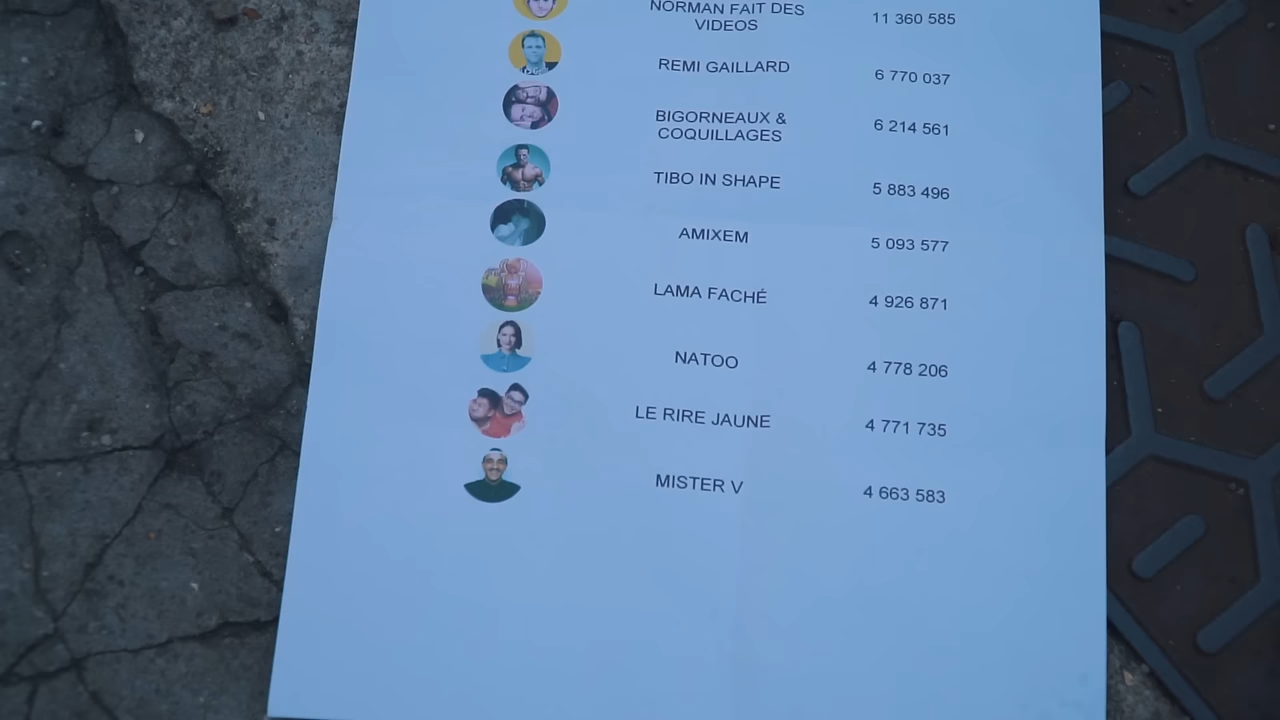 NORMAN FAIT DES
VIDEOS
11 360 585
REMI GAILLARD
6 770 037
BIGORNEAUX &
COQUILLAGES
6 214 561
TIBO IN SHAPE
5 883 496
AMIXEM
5 093 577
LAMA FACHÉ
4 926 871
NATOO
4 778 206
LE RIRE JAUNE
4 771 735
MISTER V
4 663 583